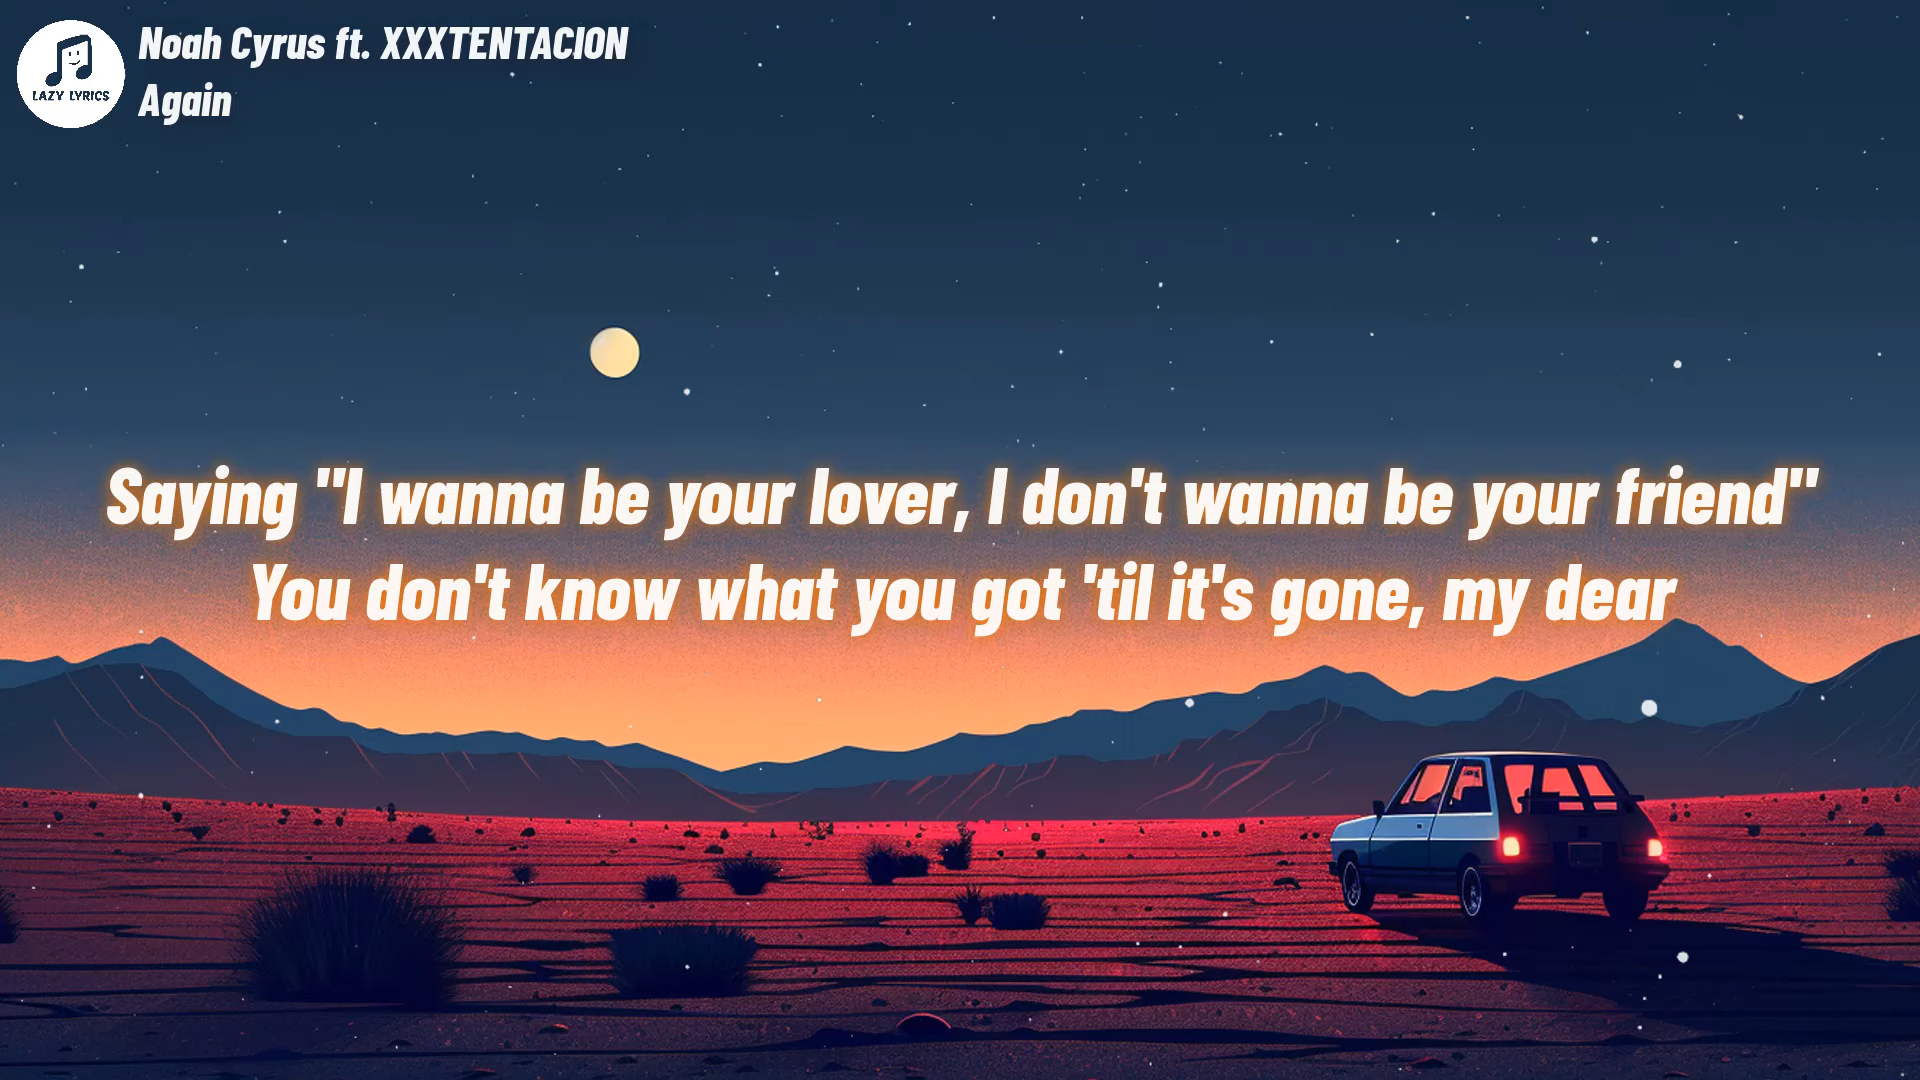 LAZY LYRICS
Noah Cyrus ft. XXXTENTACION
Again
Saying "I wanna be your lover, I don't wanna be your friend"
You don't know what you got 'til it's gone, my dear